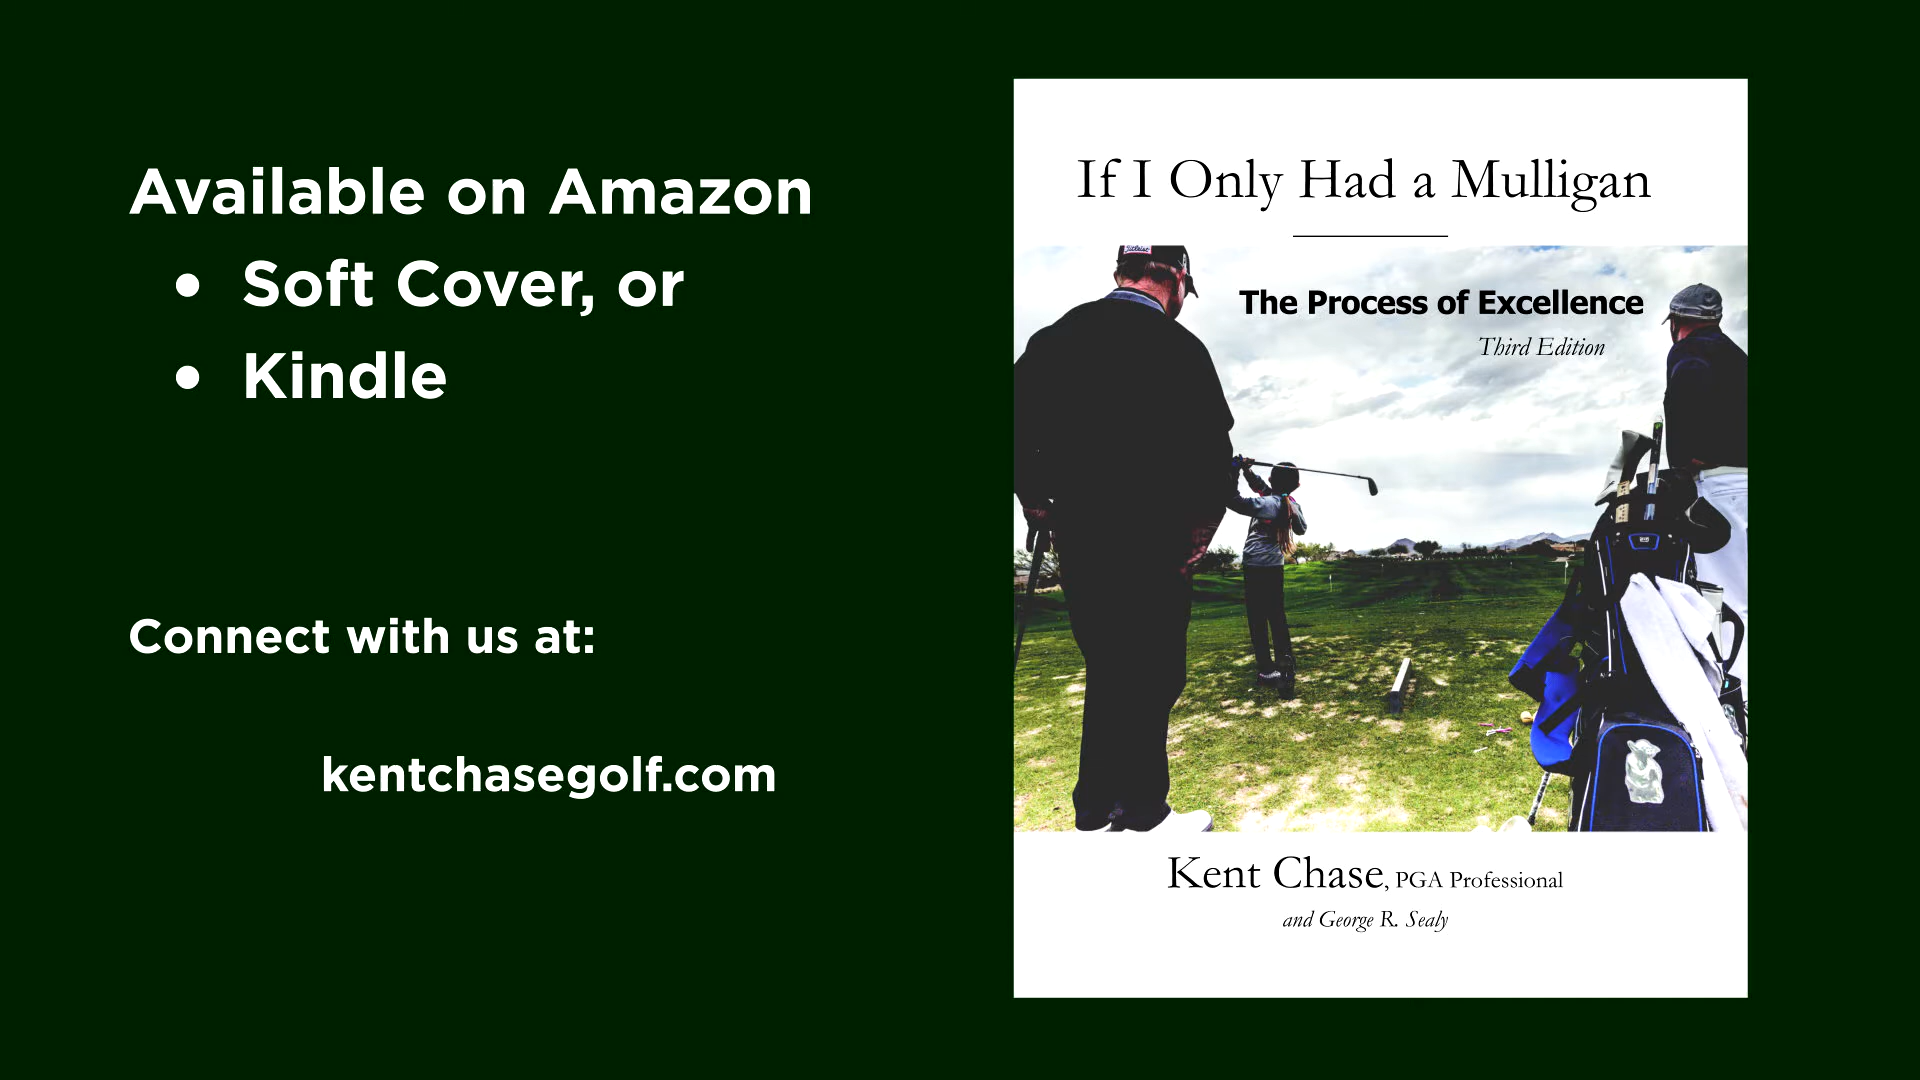 Available on Amazon
• Soft Cover, or
• Kindle
Connect with us at:
kentchasegolf.com
If I Only Had a Mulligan
Titleist
The Process of Excellence
Third Edition
Kent Chase, PGA Professional
and George R. Sealy